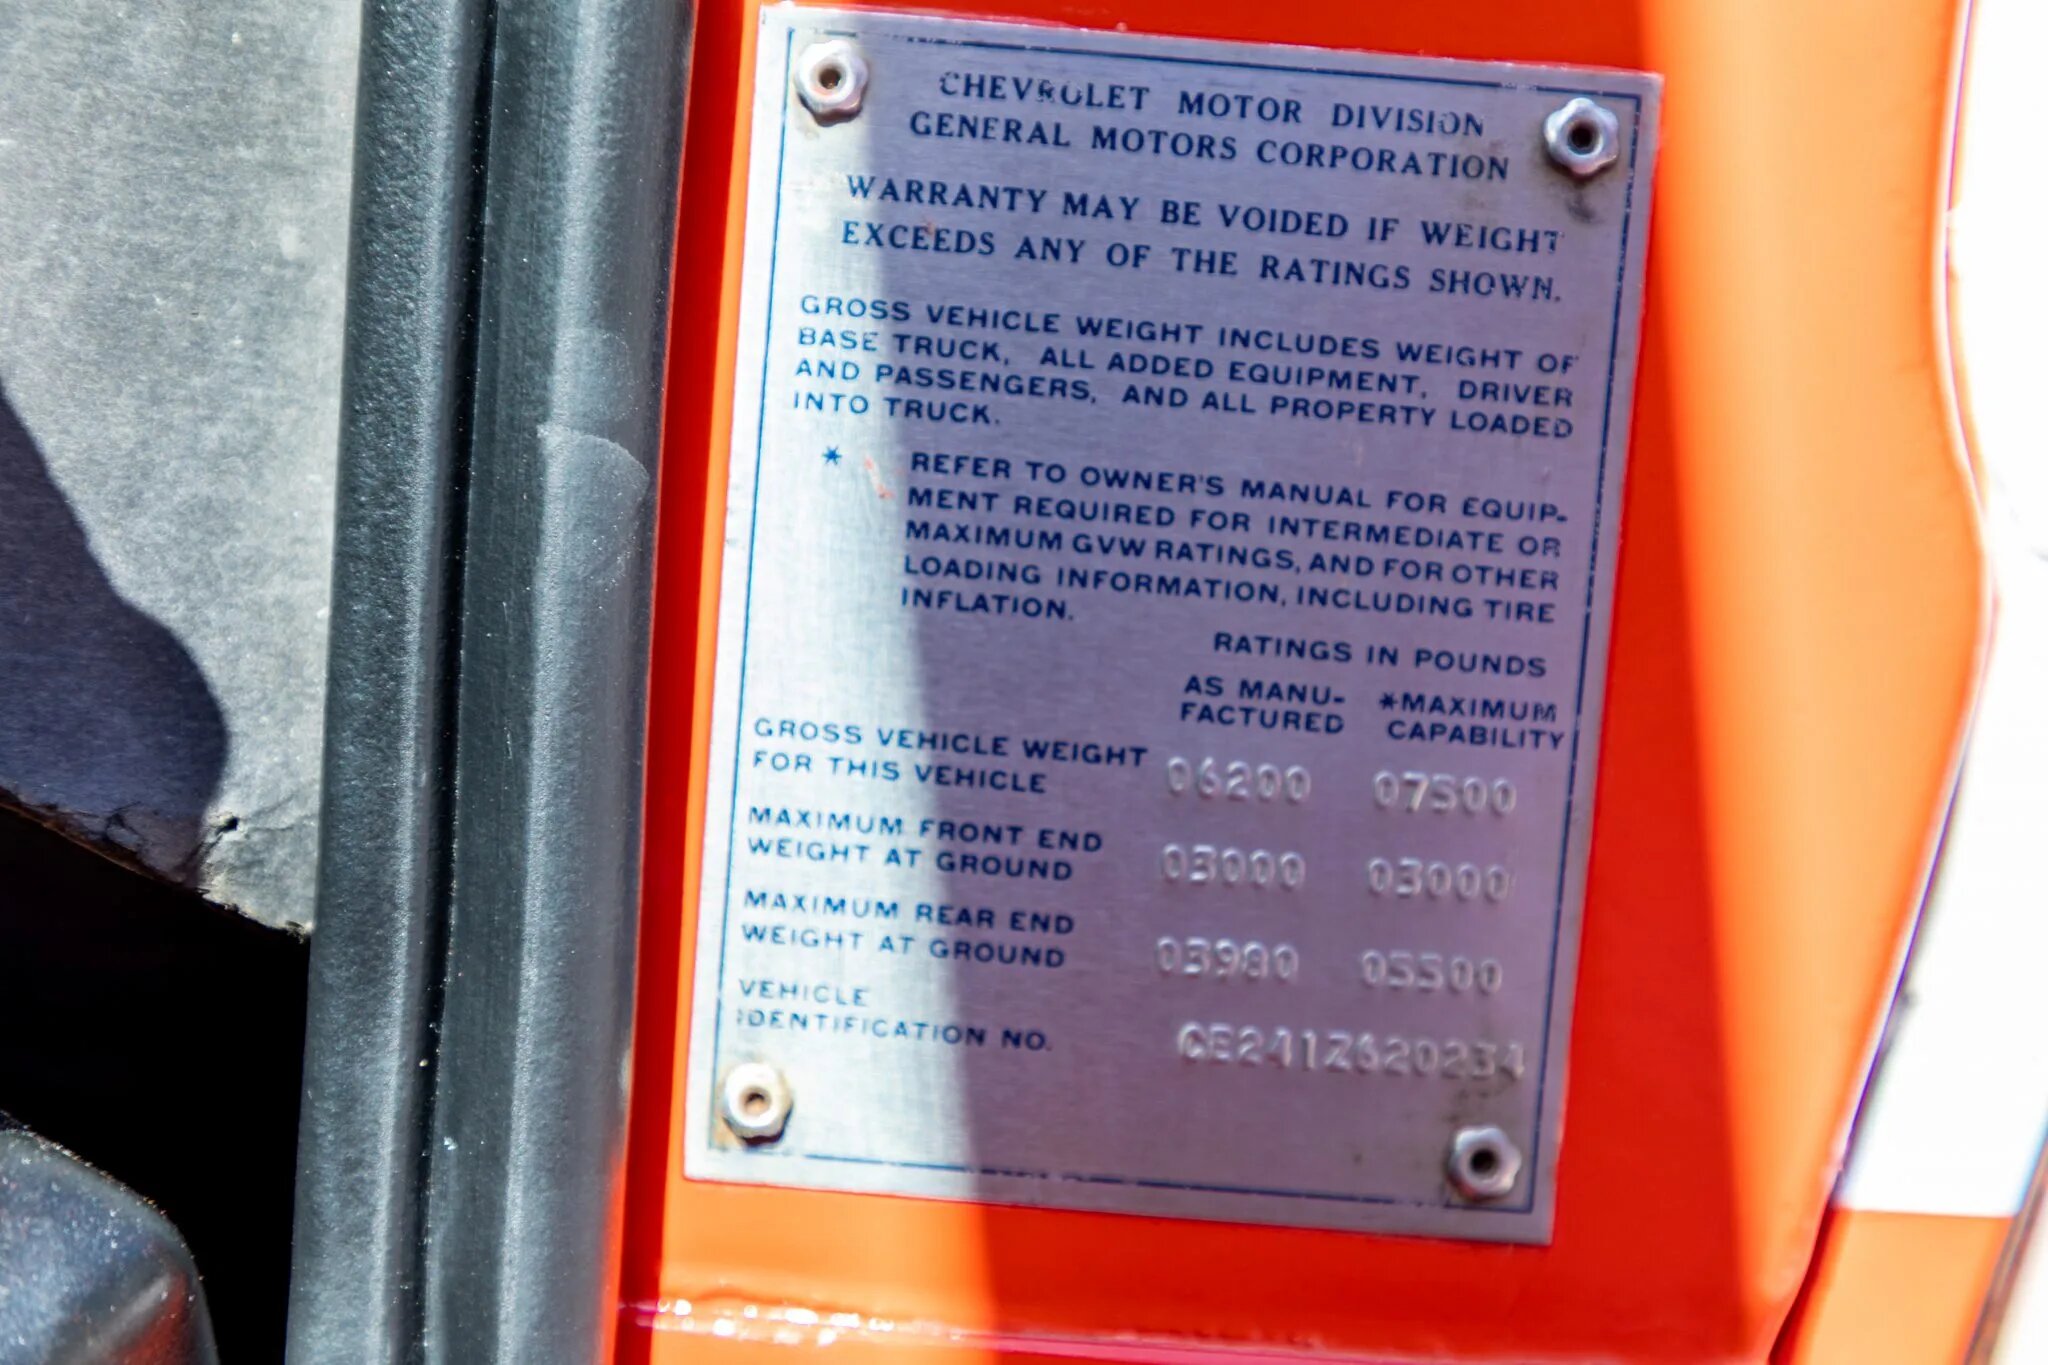 CHEVROLET MOTOR DIVISION
GENERAL MOTORS CORPORATION
WARRANTY MAY BE VOIDED IF WEIGHT
EXCEEDS ANY OF THE RATINGS SHOWN.
GROSS VEHICLE WEIGHT INCLUDES WEIGHT OF
BASE TRUCK, ALL ADDED EQUIPMENT, DRIVER
AND PASSENGERS, AND ALL PROPERTY LOADED
INTO TRUCK.
* REFER TO OWNER'S MANUAL FOR EQUIP-
MENT REQUIRED FOR INTERMEDIATE OR
MAXIMUM GVW RATINGS, AND FOR OTHER
LOADING INFORMATION, INCLUDING TIRE
INFLATION.
RATINGS IN POUNDS
AS MANU- *MAXIMUM
FACTURED CAPABILITY
GROSS VEHICLE WEIGHT
FOR THIS VEHICLE 06200 07500
MAXIMUM FRONT END
WEIGHT AT GROUND 03000 03000
MAXIMUM REAR END
WEIGHT AT GROUND 03980 05500
VEHICLE
IDENTIFICATION NO. CE241Z620234